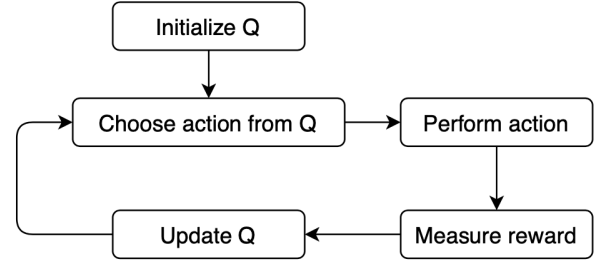 Initialize Q
Choose action from Q
Perform action
Update Q
Measure reward